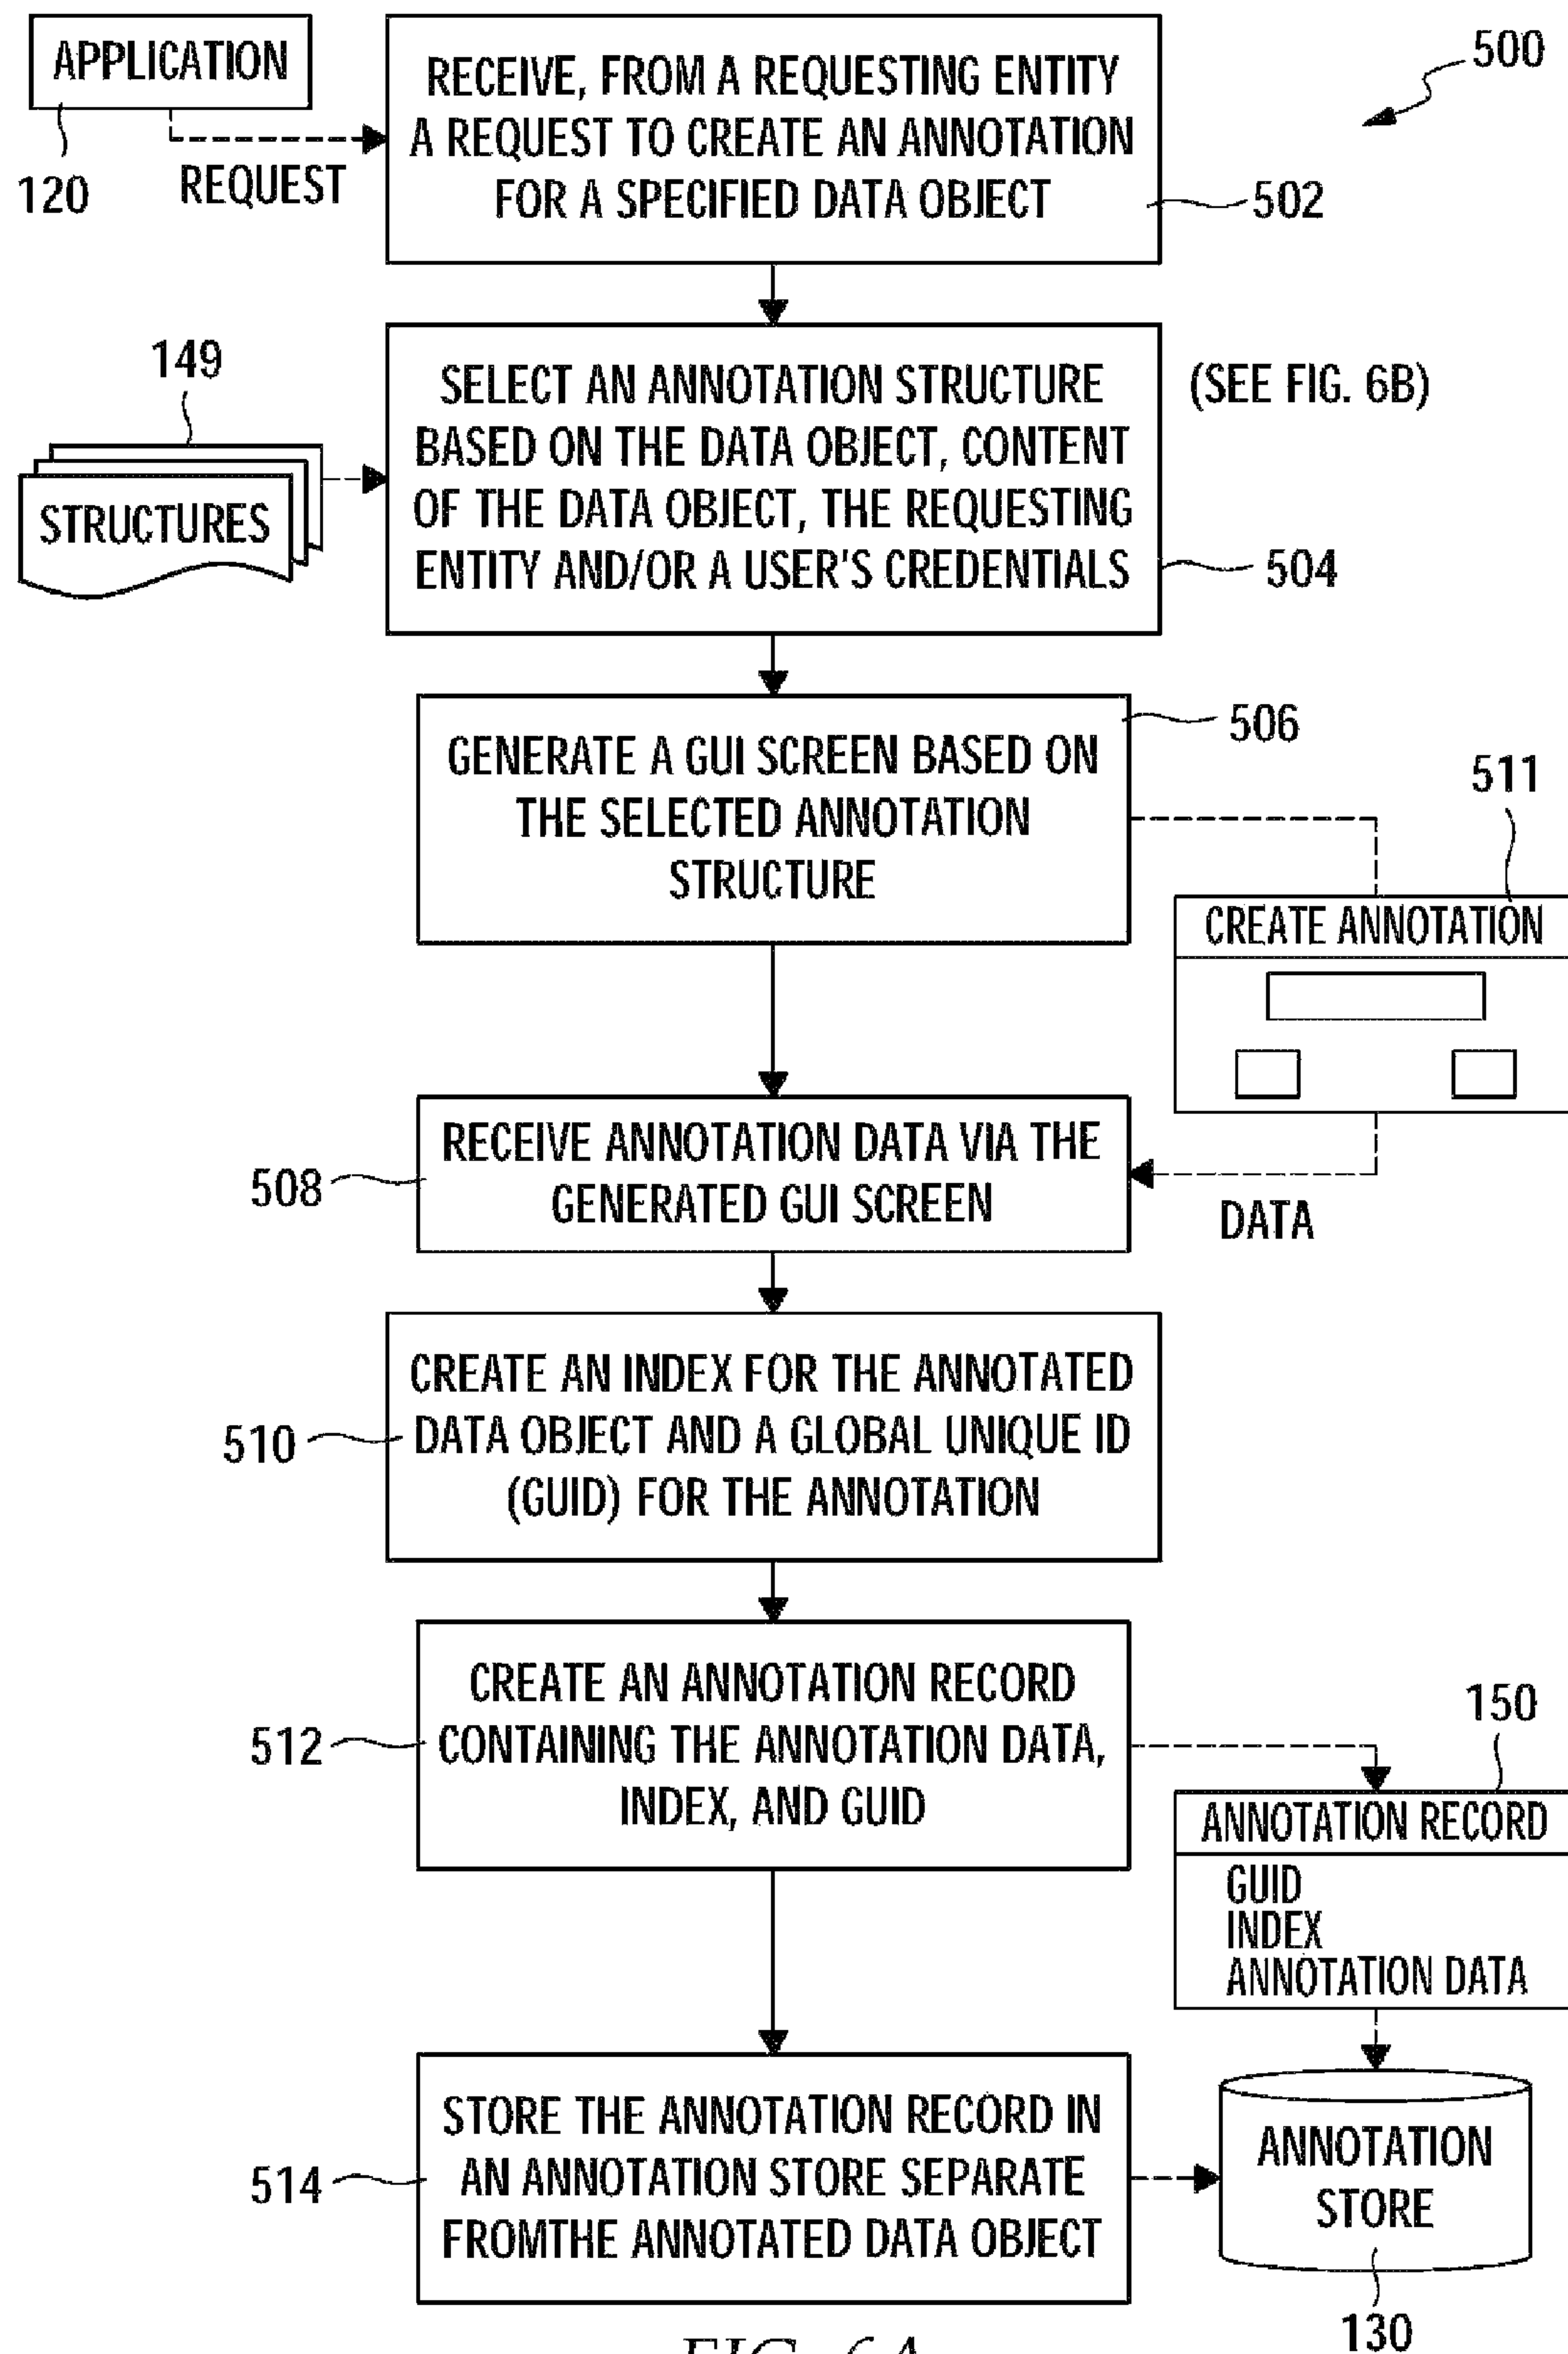 APPLICATION
120
REQUEST
RECEIVE, FROM A REQUESTING ENTITY
A REQUEST TO CREATE AN ANNOTATION
FOR A SPECIFIED DATA OBJECT
500
502
149
STRUCTURES
SELECT AN ANNOTATION STRUCTURE
BASED ON THE DATA OBJECT, CONTENT
OF THE DATA OBJECT, THE REQUESTING
ENTITY AND/OR A USER'S CREDENTIALS
(SEE FIG. 6B)
504
GENERATE A GUI SCREEN BASED ON
THE SELECTED ANNOTATION
STRUCTURE
506
511
CREATE ANNOTATION
508
RECEIVE ANNOTATION DATA VIA THE
GENERATED GUI SCREEN
DATA
510
CREATE AN INDEX FOR THE ANNOTATED
DATA OBJECT AND A GLOBAL UNIQUE ID
(GUID) FOR THE ANNOTATION
512
CREATE AN ANNOTATION RECORD
CONTAINING THE ANNOTATION DATA,
INDEX, AND GUID
150
ANNOTATION RECORD
GUID
INDEX
ANNOTATION DATA
514
STORE THE ANNOTATION RECORD IN
AN ANNOTATION STORE SEPARATE
FROMTHE ANNOTATED DATA OBJECT
ANNOTATION
STORE
130
FIG. 6A